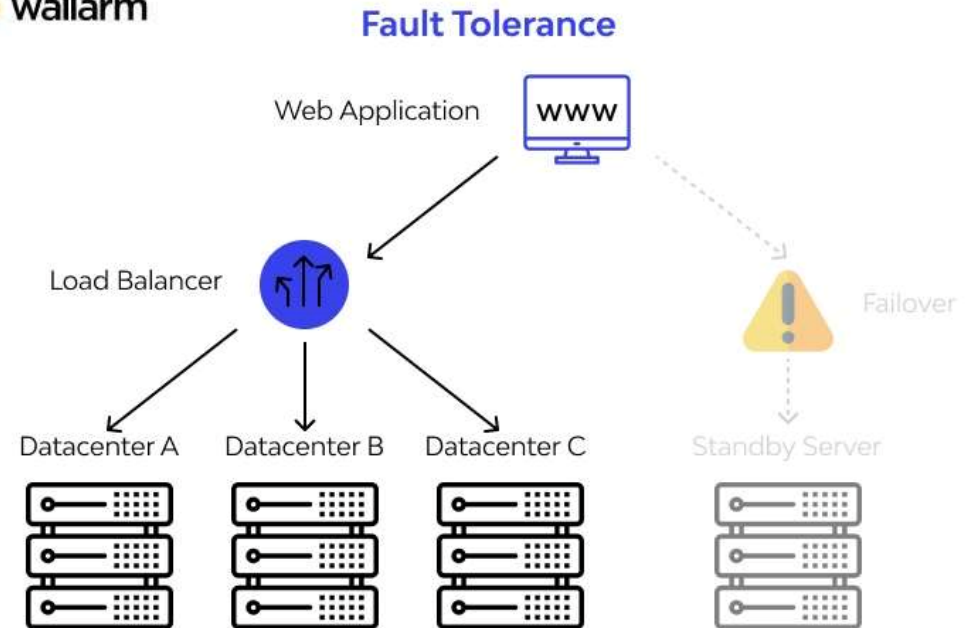 wallarm
Fault Tolerance
Web Application
www
Load Balancer
Failover
Datacenter A
Datacenter B
Datacenter C
Standby Server